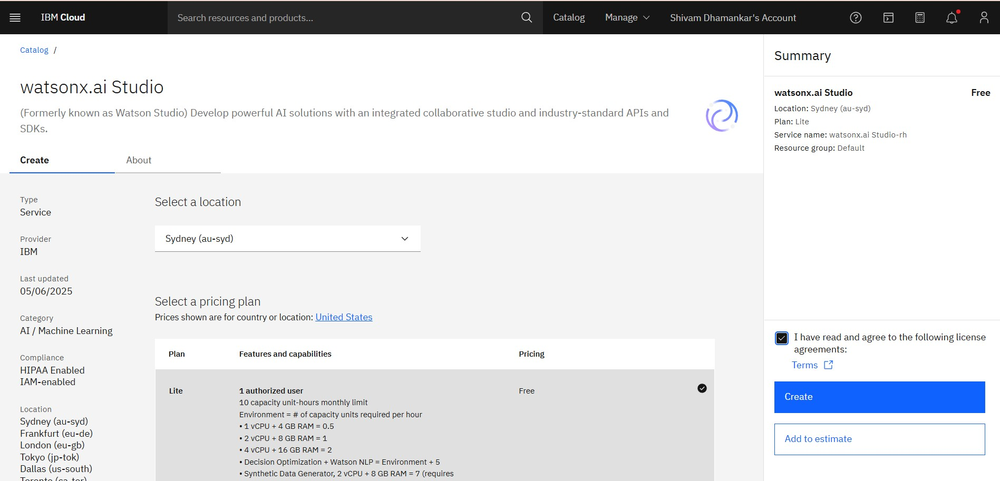 IBM Cloud
Search resources and products...
Catalog
Manage
Shivam Dhamankar's Account
Catalog /
watsonx.ai Studio
(Formerly known as Watson Studio) Develop powerful AI solutions with an integrated collaborative studio and industry-standard APIs and
SDKs.
Create
About
Type
Service
Provider
IBM
Last updated
05/06/2025
Category
AI / Machine Learning
Compliance
HIPAA Enabled
IAM-enabled
Location
Sydney (au-syd)
Frankfurt (eu-de)
London (eu-gb)
Tokyo (jp-tok)
Dallas (us-south)
Toronto (ca-tor)
Select a location
Sydney (au-syd)
Select a pricing plan
Prices shown are for country or location: United States
Plan
Features and capabilities
Pricing
Lite
1 authorized user
10 capacity unit-hours monthly limit
Environment = # of capacity units required per hour
• 1 vCPU + 4 GB RAM = 0.5
• 2 vCPU + 8 GB RAM = 1
• 4 vCPU + 16 GB RAM = 2
• Decision Optimization + Watson NLP = Environment + 5
• Synthetic Data Generator, 2 vCPU + 8 GB RAM = 7 (requires
Free
Summary
watsonx.ai Studio
Free
Location: Sydney (au-syd)
Plan: Lite
Service name: watsonx.ai Studio-rh
Resource group: Default
I have read and agree to the following license
agreements:
Terms
Create
Add to estimate